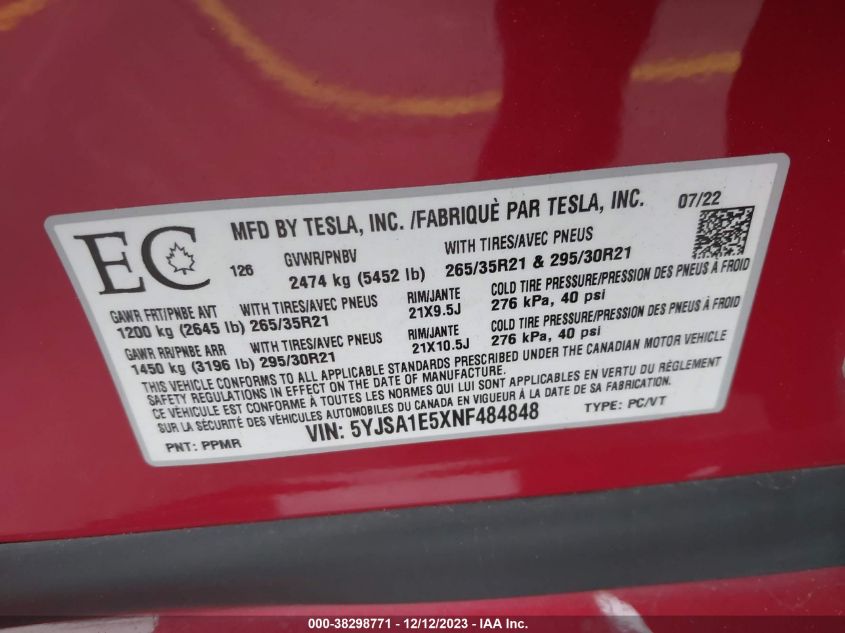 EC
126
MFD BY TESLA, INC. /FABRIQUÈ PAR TESLA, INC. 07/22
GVWR/PNBV
2474 kg (5452 lb)
WITH TIRES/AVEC PNEUS
265/35R21 & 295/30R21
GAWR FRT/PNBE AVT WITH TIRES/AVEC PNEUS RIM/JANTE COLD TIRE PRESSURE/PRESSION DES PNEUS À FROID
1200 kg (2645 lb) 265/35R21 21X9.5J 276 kPa, 40 psi
GAWR RR/PNBE ARR WITH TIRES/AVEC PNEUS RIM/JANTE COLD TIRE PRESSURE/PRESSION DES PNEUS À FROID
1450 kg (3196 lb) 295/30R21 21X10.5J 276 kPa, 40 psi
THIS VEHICLE CONFORMS TO ALL APPLICABLE STANDARDS PRESCRIBED UNDER THE CANADIAN MOTOR VEHICLE
SAFETY REGULATIONS IN EFFECT ON THE DATE OF MANUFACTURE.
CE VÉHICULE EST CONFORME À TOUTES LES NORMES QUI LUI SONT APPLICABLES EN VERTU DU RÈGLEMENT
SUR LA SÉCURITÉ DES VÉHICULES AUTOMOBILES DU CANADA EN VIGUEUR À LA DATE DE SA FABRICATION.
PNT: PPMR VIN: 5YJSA1E5XNF484848 TYPE: PC/VT
000-38298771 - 12/12/2023 - IAA Inc.